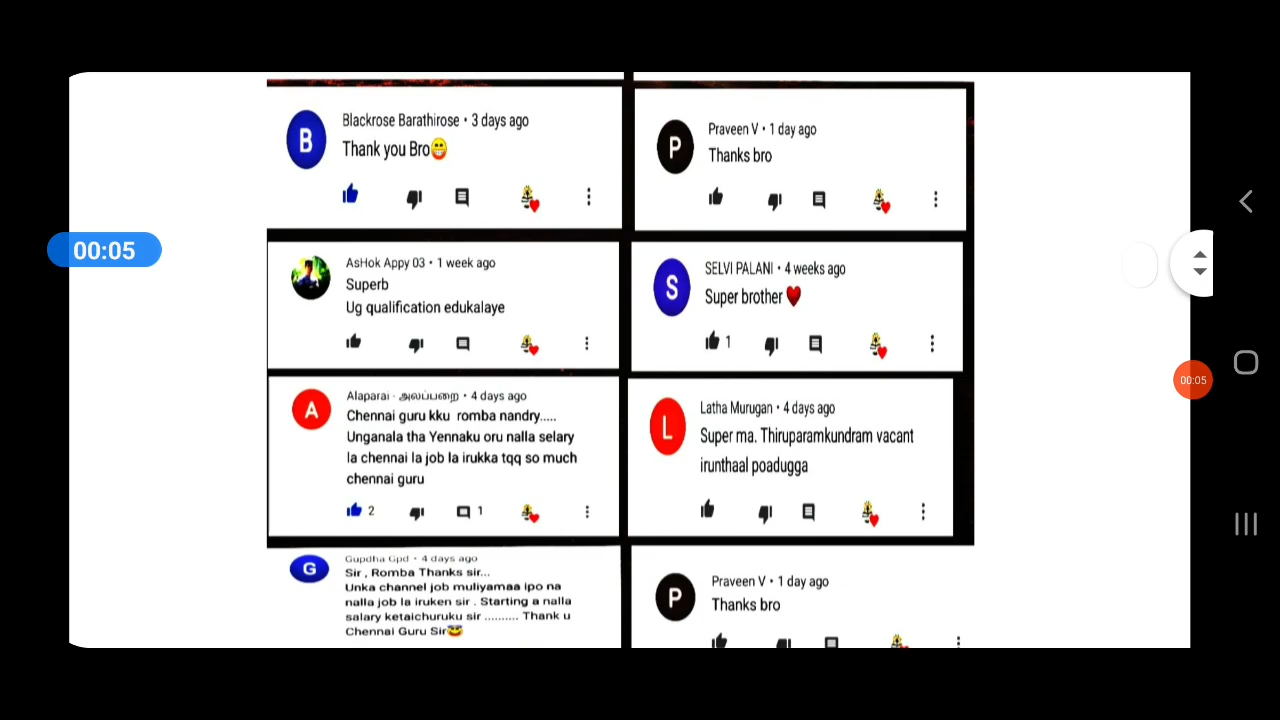 Blackrose Barathirose • 3 days ago
Thank you Bro😁
Praveen V • 1 day ago
Thanks bro
00:05
AsHok Appy 03 • 1 week ago
Superb
Ug qualification edukalaye
SELVI PALANI • 4 weeks ago
Super brother ♥
1
00:05
Alaparai - அலப்பறை • 4 days ago
Chennai guru kku romba nandry.....
Unganala tha Yennaku oru nalla selary
la chennai la job la irukka tqq so much
chennai guru
2
1
Latha Murugan • 4 days ago
Super ma. Thiruparamkundram vacant
irunthaal poadugga
Gupdha Gpd • 4 days ago
Sir , Romba Thanks sir...
Unka channel job muliyamaa ipo na
nalla job la iruken sir . Starting a nalla
salary ketaichuruku sir .......... Thank u
Chennai Guru Sir😇
Praveen V • 1 day ago
Thanks bro
B
P
S
A
L
G
P